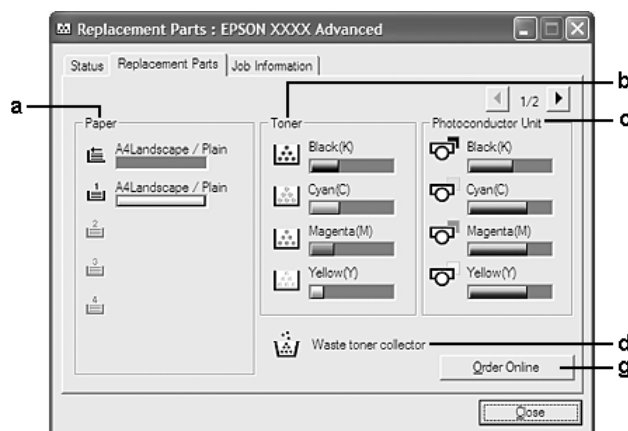 Replacement Parts : EPSON XXXX Advanced
Status Replacement Parts Job Information
1/2
a
b
c
Paper
Toner
Photoconductor Unit
A4Landscape / Plain
1
A4Landscape / Plain
2
3
4
Black(K)
Cyan(C)
Magenta(M)
Yellow(Y)
Black(K)
Cyan(C)
Magenta(M)
Yellow(Y)
Waste toner collector
d
Order Online
g
Close